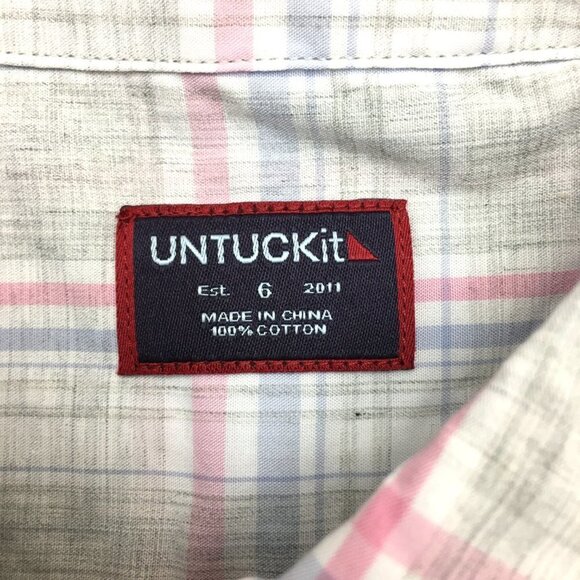 UNTUCKit
Est. 6 2011
MADE IN CHINA
100% COTTON